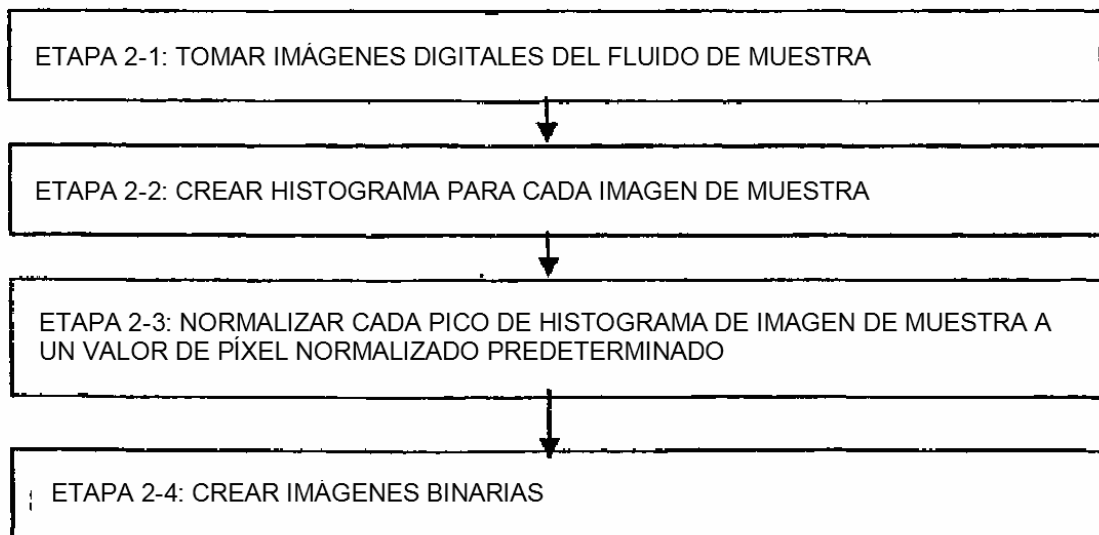 ETAPA 2-1: TOMAR IMÁGENES DIGITALES DEL FLUIDO DE MUESTRA
ETAPA 2-2: CREAR HISTOGRAMA PARA CADA IMAGEN DE MUESTRA
ETAPA 2-3: NORMALIZAR CADA PICO DE HISTOGRAMA DE IMAGEN DE MUESTRA A
UN VALOR DE PÍXEL NORMALIZADO PREDETERMINADO
ETAPA 2-4: CREAR IMÁGENES BINARIAS